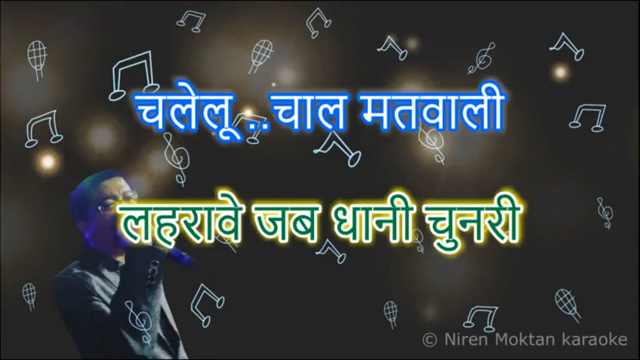 चलेलू ..चाल मतवाली
लहरावे जब धानी चुनरी
© Niren Moktan karaoke